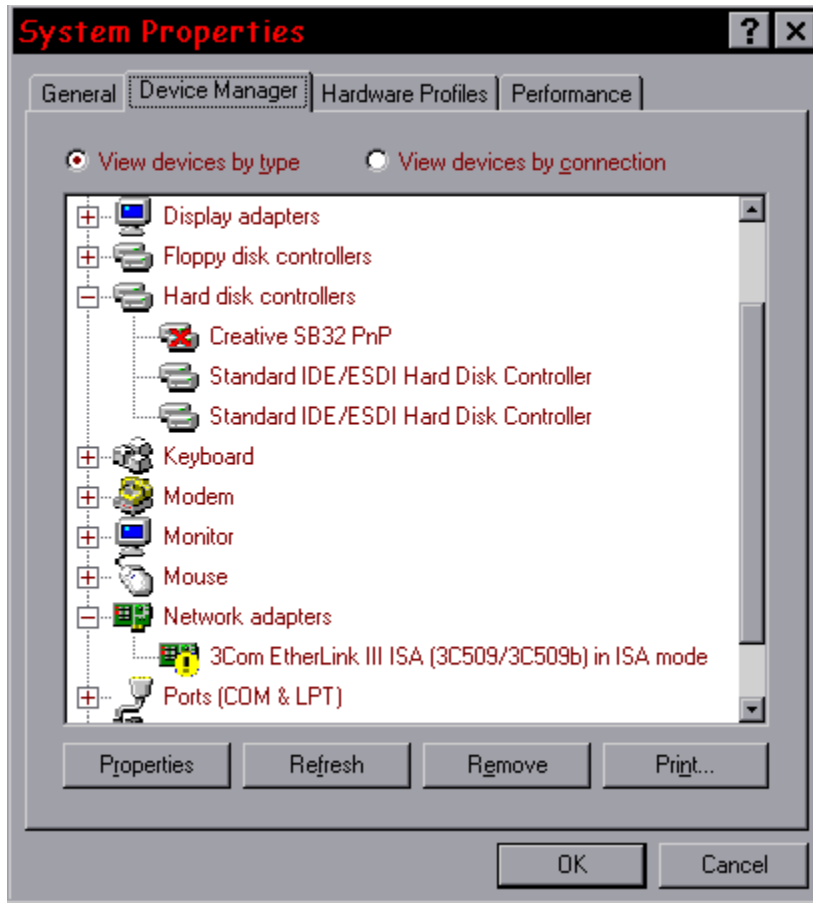 System Properties
General Device Manager Hardware Profiles Performance
View devices by type View devices by connection
Display adapters
Floppy disk controllers
Hard disk controllers
Creative SB32 PnP
Standard IDE/ESDI Hard Disk Controller
Standard IDE/ESDI Hard Disk Controller
Keyboard
Modem
Monitor
Mouse
Network adapters
3Com EtherLink III ISA (3C509/3C509b) in ISA mode
Ports (COM & LPT)
Properties Refresh Remove Print...
OK Cancel